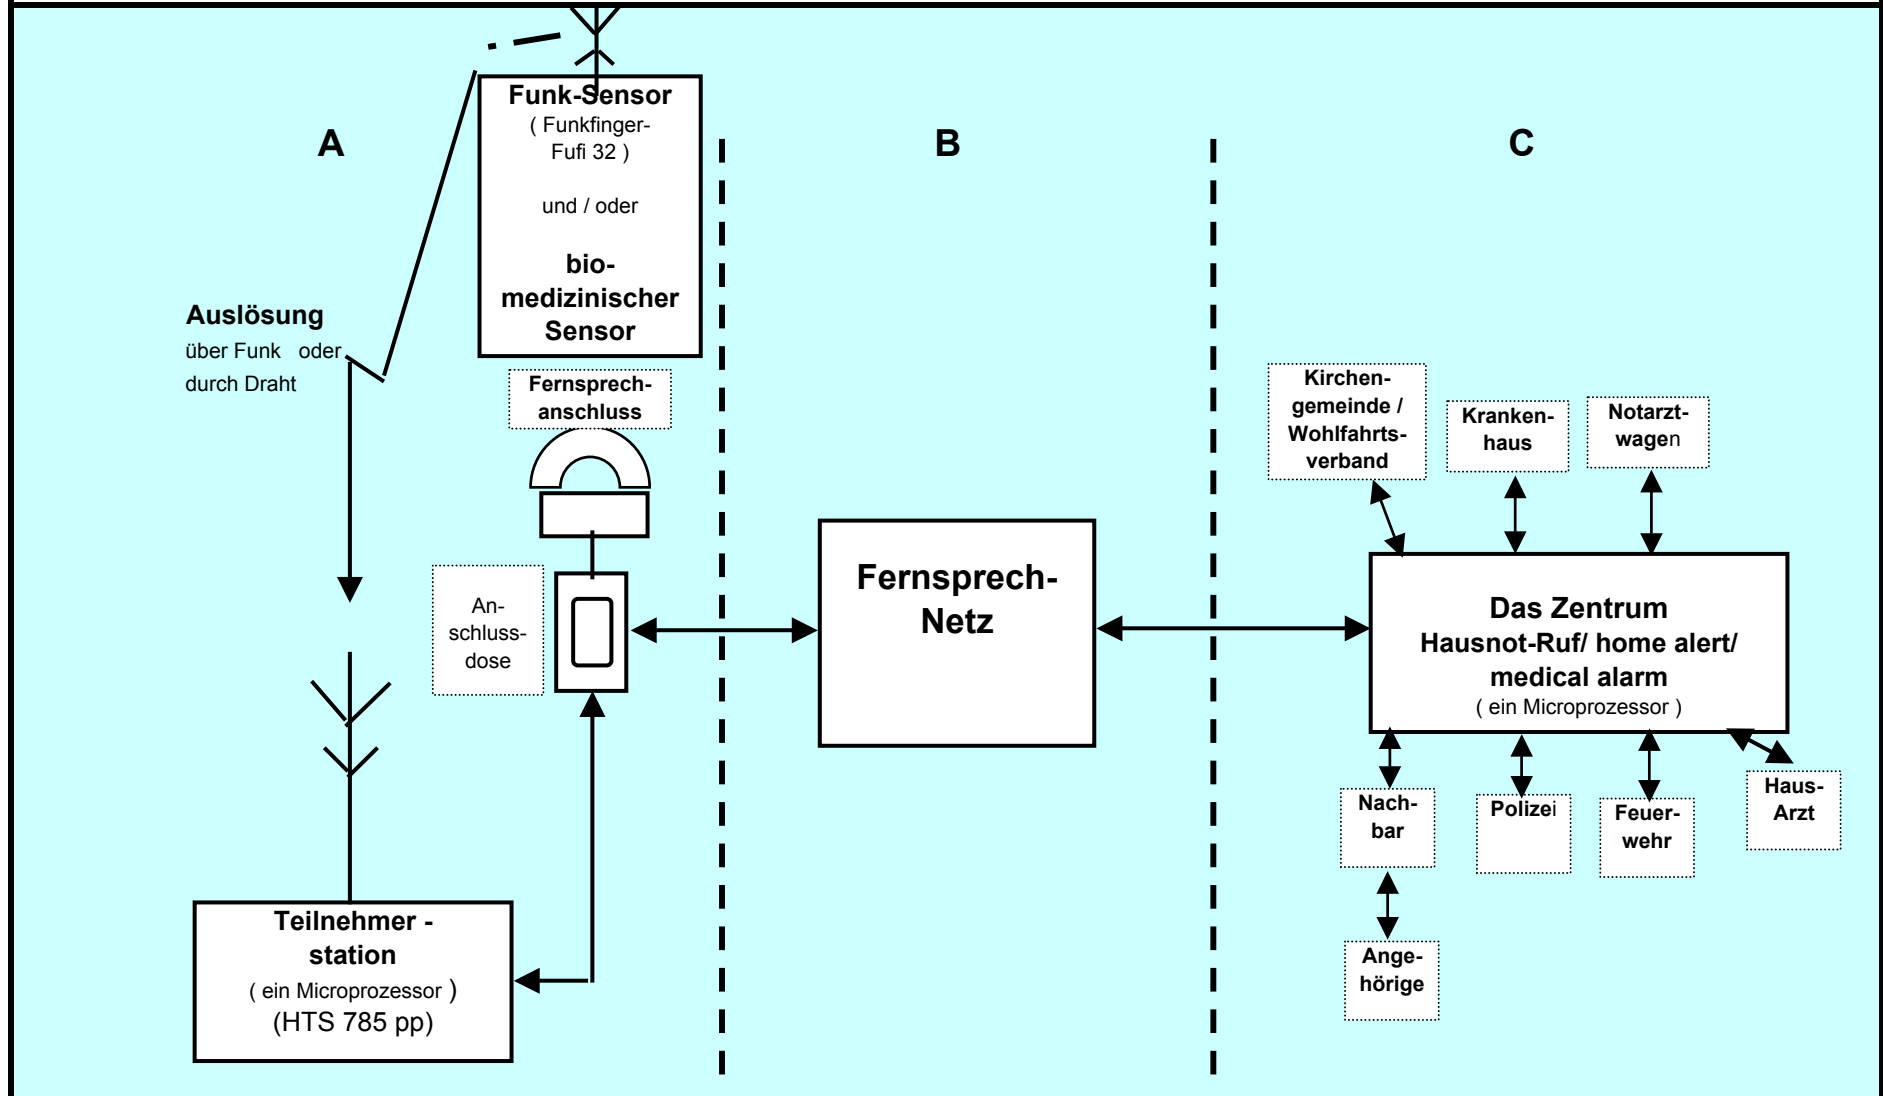 A
Funk-Sensor
( Funkfinger-
Fufi 32 )
und / oder
bio-
medizinischer
Sensor
Auslösung
über Funk oder
durch Draht
Fernsprech-
anschluss
An-
schluss-
dose
Teilnehmer -
station
( ein Microprozessor )
(HTS 785 pp)
B
Fernsprech-
Netz
C
Kirchen-
gemeinde /
Wohlfahrts-
verband
Kranken-
haus
Notarzt-
wagen
Das Zentrum
Hausnot-Ruf/ home alert/
medical alarm
( ein Microprozessor )
Nach-
bar
Polizei
Feuer-
wehr
Haus-
Arzt
Ange-
hörige